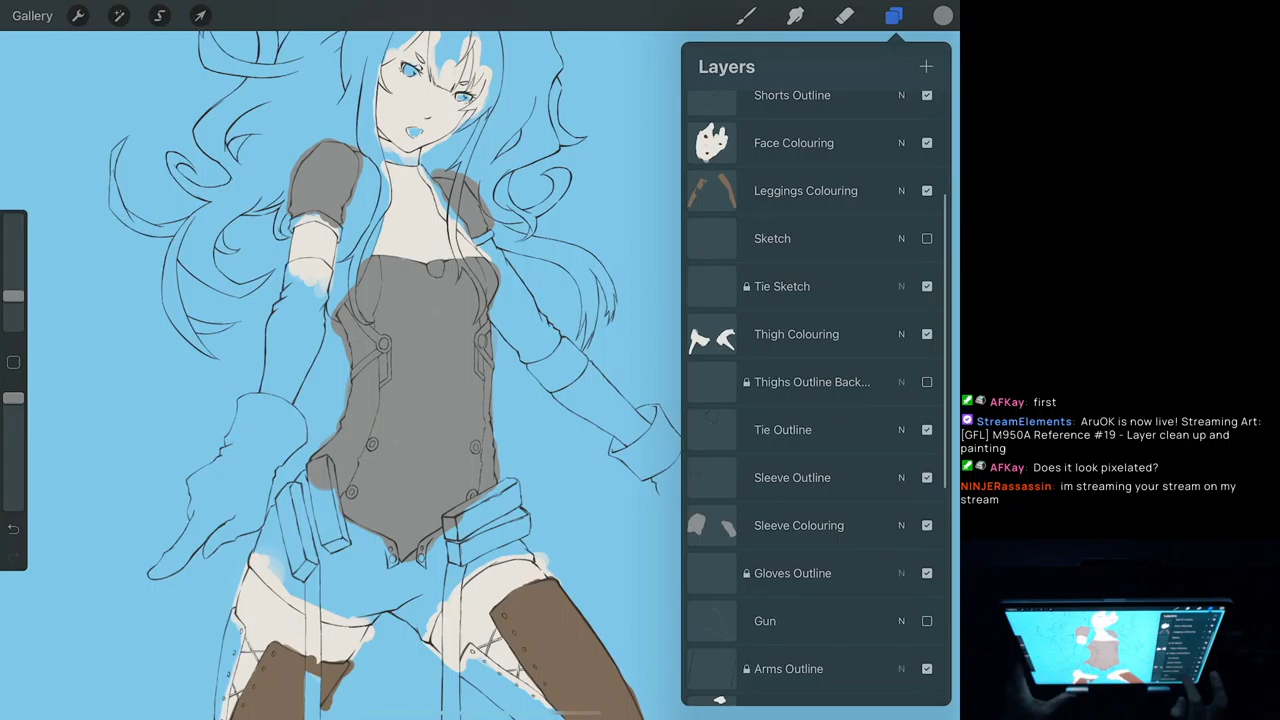 Gallery
Layers
Shorts Outline N
Face Colouring N
Leggings Colouring N
Sketch N
Tie Sketch N
Thigh Colouring N
Thighs Outline Back... N
Tie Outline N
Sleeve Outline N
Sleeve Colouring N
Gloves Outline N
Gun N
Arms Outline N
AFKay: first
StreamElements: AruOK is now live! Streaming Art:
[GFL] M950A Reference #19 - Layer clean up and
painting
AFKay: Does it look pixelated?
NINJERassassin: im streaming your stream on my
stream